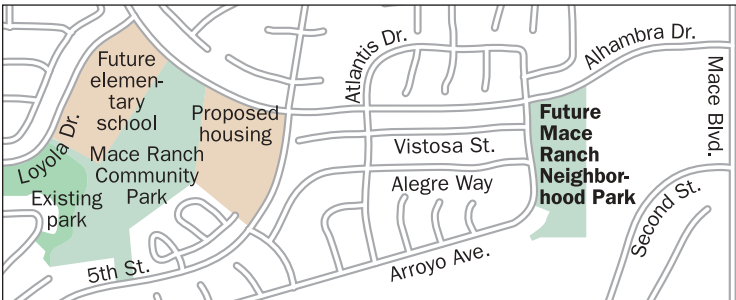 Future
elemen-
tary
school
Proposed
housing
Mace Ranch
Community
Park
Loyola Dr.
Existing
park
5th St.
Atlantis Dr.
Alhambra Dr.
Mace Blvd.
Vistosa St.
Alegre Way
Arroyo Ave.
Future
Mace
Ranch
Neighbor-
hood Park
Second St.